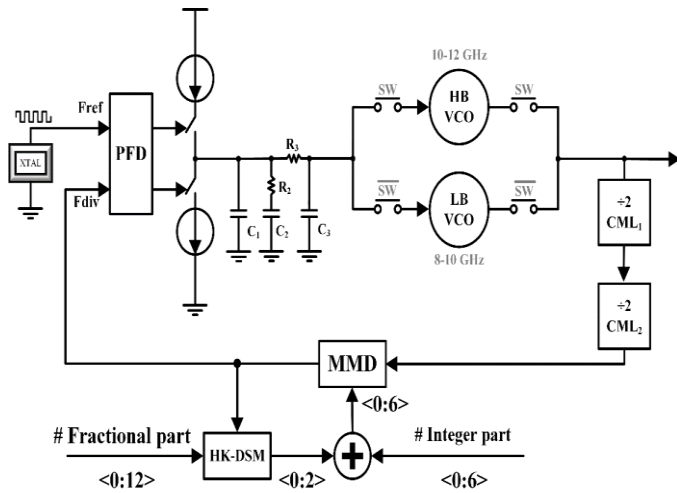 10-12 GHz
SW
HB
VCO
SW
Fref
XTAL
PFD
Fdiv
R3
R2
C1
C2
C3
SW
LB
VCO
SW
8-10 GHz
÷2
CML1
÷2
CML2
MMD
<0:6>
# Fractional part
HK-DSM
<0:12>
<0:2>
+
# Integer part
<0:6>